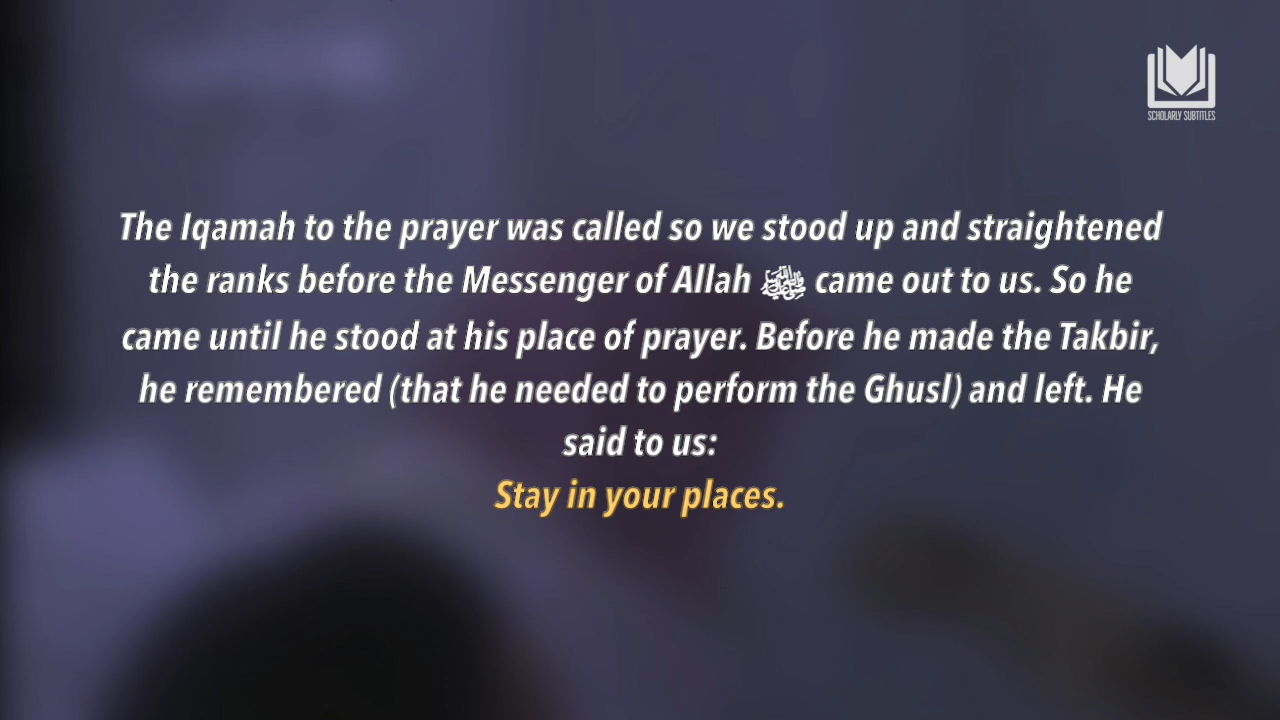 SCHOLARLY SUBTITLES
The Iqamah to the prayer was called so we stood up and straightened
the ranks before the Messenger of Allah ﷺ came out to us. So he
came until he stood at his place of prayer. Before he made the Takbir,
he remembered (that he needed to perform the Ghusl) and left. He
said to us:
Stay in your places.